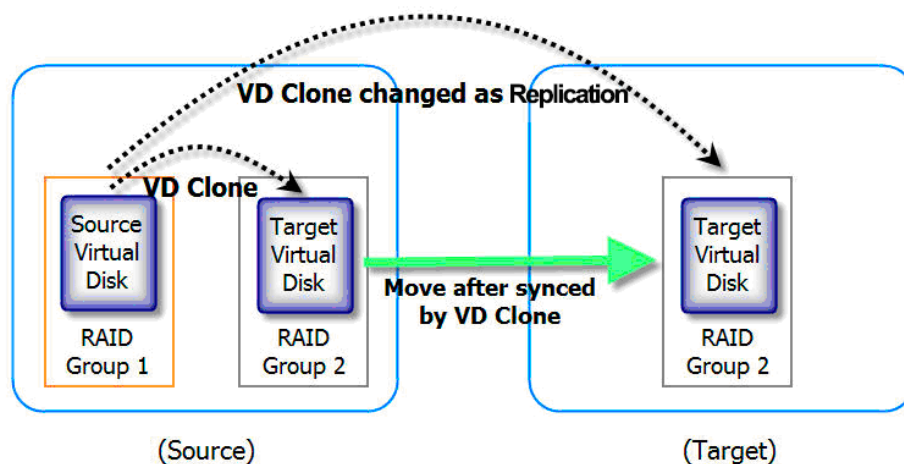 VD Clone changed as Replication
VD Clone
Source
Virtual
Disk
RAID
Group 1
Target
Virtual
Disk
RAID
Group 2
Move after synced
by VD Clone
Target
Virtual
Disk
RAID
Group 2
(Source)
(Target)